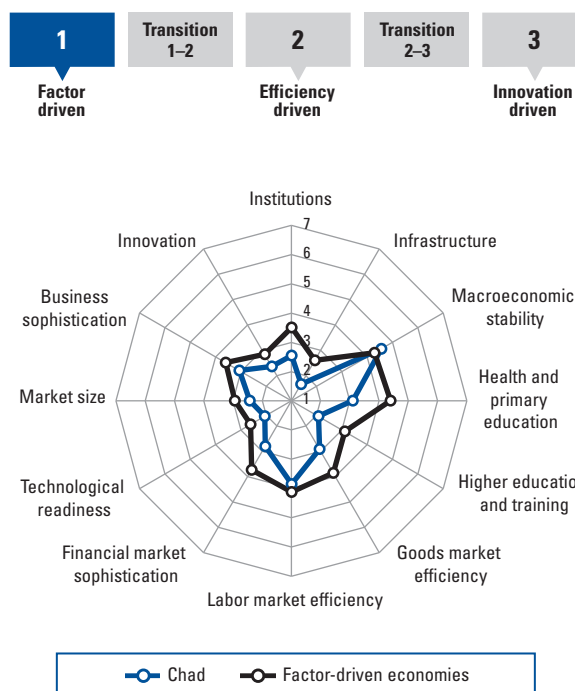 1
Transition
1–2
2
Transition
2–3
3
Factor
driven
Efficiency
driven
Innovation
driven
Institutions
Innovation
Infrastructure
Business
sophistication
Macroeconomic
stability
Market size
Health and
primary
education
Technological
readiness
Higher educatio
and training
Financial market
sophistication
Goods market
efficiency
Labor market efficiency
7
6
5
4
3
2
1
Chad
Factor-driven economies